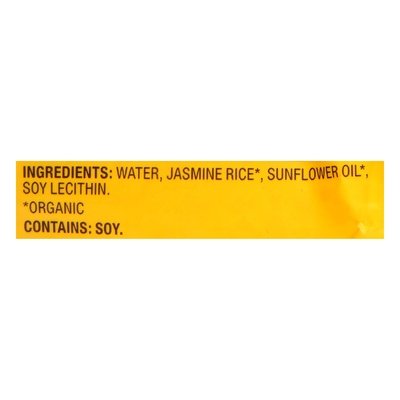 INGREDIENTS: WATER, JASMINE RICE*, SUNFLOWER OIL*,
SOY LECITHIN.
*ORGANIC
CONTAINS: SOY.